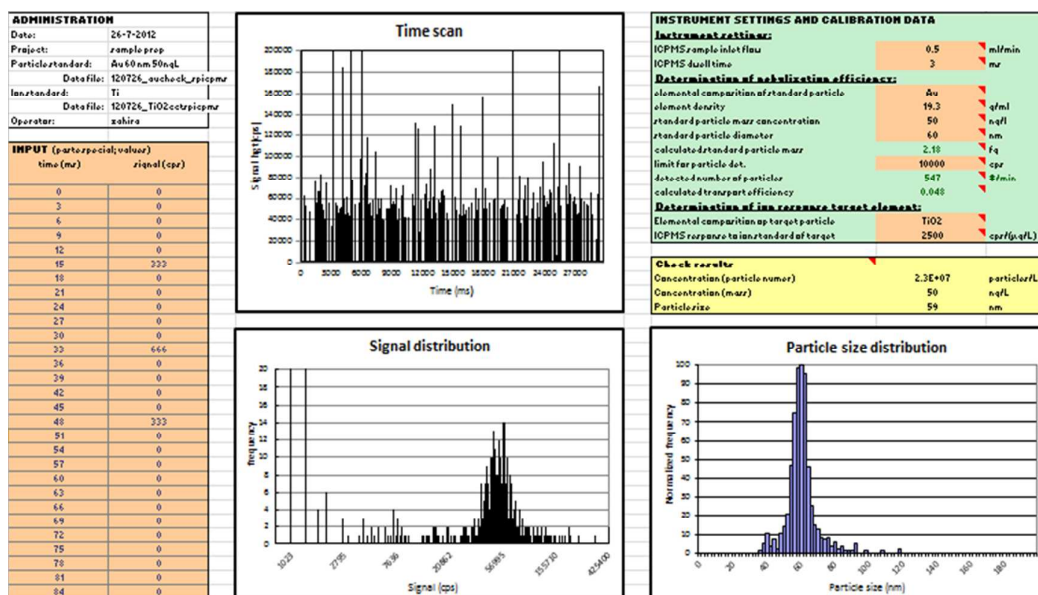 ADMINISTRATION
Date: 26-7-2012
Project: sample prep
Particle standard: Au 60 nm 50ngL
Data file: 120726_aucheck_spicpms
Ion standard: Ti
Data file: 120726_TiO2cctspicpms
Operator: zahira
INPUT (parte special; values)
time (ms) signal (cps)
0 0
3 0
6 0
9 0
12 0
15 333
18 0
21 0
24 0
27 0
30 0
33 666
36 0
39 0
42 0
45 0
48 333
51 0
54 0
57 0
60 0
63 0
66 0
69 0
72 0
75 0
78 0
81 0
84 0
Time scan
Signal hgt [cps]
200000
180000
160000
140000
120000
100000
80000
60000
40000
20000
0
0 3000 6000 9000 12000 15000 18000 21000 24000 27000
Time (ms)
Signal distribution
frequency
20
18
16
14
12
10
8
6
4
2
0
1023 2795 7636 20862 56995 155710 425400
Signal (cps)
INSTRUMENT SETTINGS AND CALIBRATION DATA
Instrument settings:
ICPMS sample inlet flow 0.5 ml/min
ICPMS dwell time 3 ms
Determination of nebulization efficiency:
elemental composition of standard particle Au
element density 19.3 g/ml
standard particle mass concentration 50 ng/l
standard particle diameter 60 nm
calculated standard particle mass 2.18 fg
limit for particle det. 10000 cps
detected number of particles 547 #/min
calculated transport efficiency 0.048
Determination of ion response target element:
Elemental composition op target particle TiO2
ICPMS response to ion standard of target 2500 cps/(µg/L)
Check results
Concentration (particle numer) 2.3E+07 particles/L
Concentration (mass) 50 ng/L
Particle size 59 nm
Particle size distribution
Normalized frequency
100
90
80
70
60
50
40
30
20
10
0
0 20 40 60 80 100 120 140 160 180
Particle size (nm)